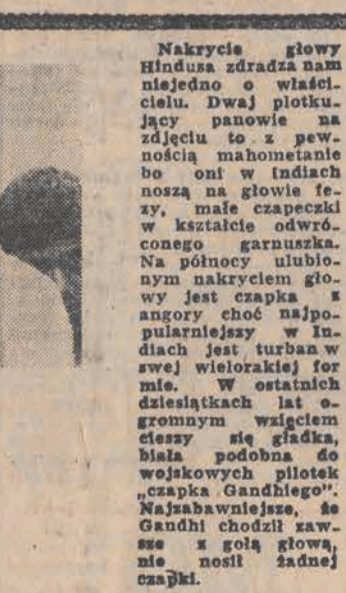 Nakrycie głowy
Hindusa zdradza nam
niejedno o właści-
cielu. Dwaj plotku-
jący panowie na
zdjęciu to z pew-
nością mahometanie
bo oni w Indiach
noszą na głowie fe-
zy, małe czapeczki
w kształcie odwró-
conego garnuszka.
Na północy ulubio-
nym nakryciem gło-
wy jest czapka z
angory choć najpo-
pularniejszy w In-
diach jest turban w
swej wielorakiej for
mie. W ostatnich
dziesiątkach lat o-
gromnym wzięciem
cieszy się gładka,
biała podobna do
wojskowych pilotek
„czapka Gandhiego”.
Najzabawniejsze, że
Gandhi chodził zaw-
sze z gołą głową,
nie nosił żadnej
czapki.